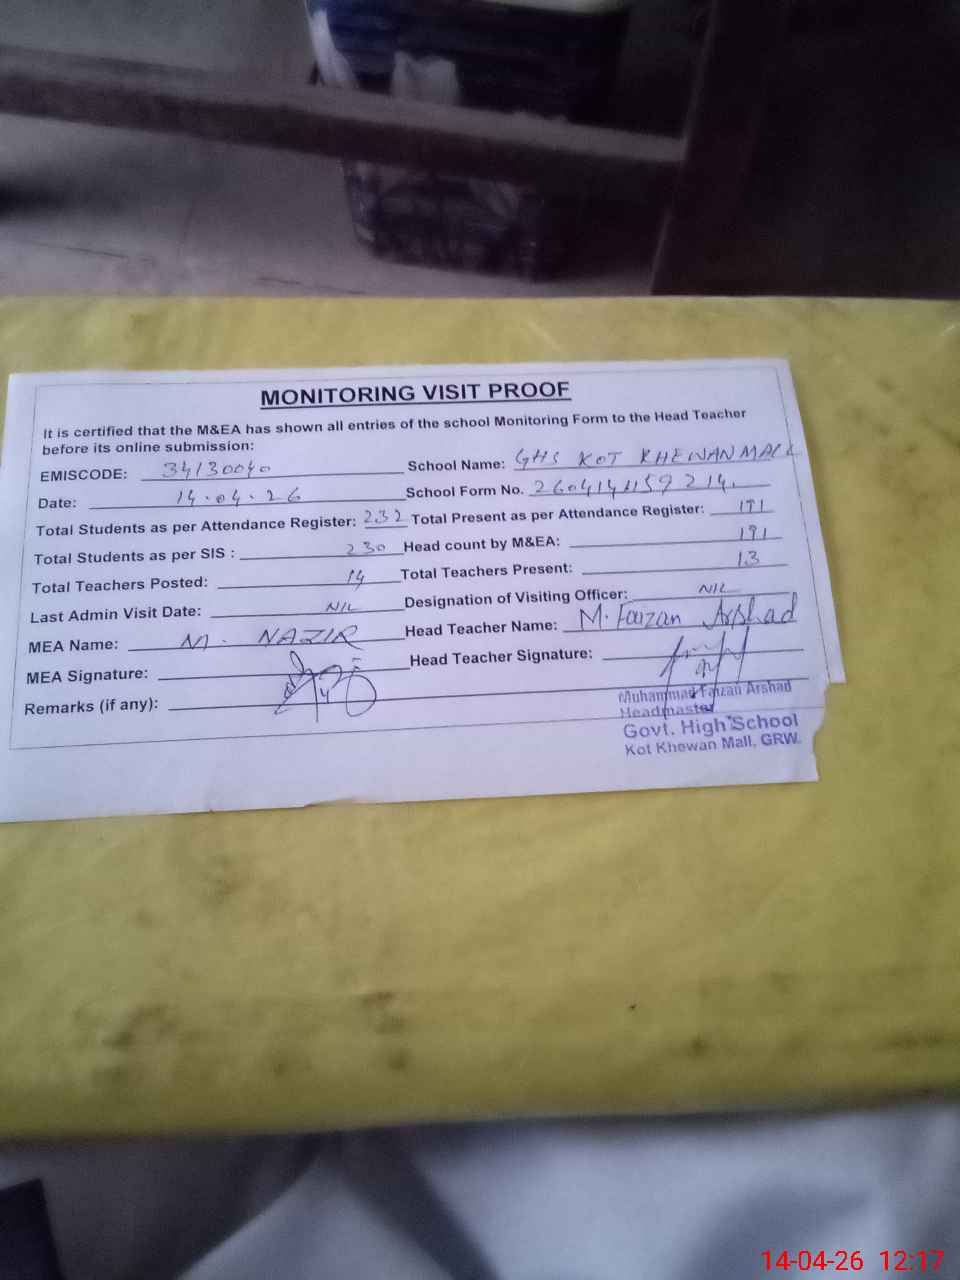 MONITORING VISIT PROOF
It is certified that the M&EA has shown all entries of the school Monitoring Form to the Head Teacher
before its online submission:
EMISCODE: 34130040 School Name: GHS KOT KHEWAN MALL
Date: 14.04.26 School Form No. 2604141159214.
Total Students as per Attendance Register: 232 Total Present as per Attendance Register: 191
Total Students as per SIS : 230 Head count by M&EA: 191
Total Teachers Posted: 14 Total Teachers Present: 13
Last Admin Visit Date: NIL Designation of Visiting Officer: NIL
MEA Name: M. NAZIR Head Teacher Name: M. Faizan Arshad
MEA Signature: Head Teacher Signature:
Remarks (if any):
Muhammad Faizan Arshad
Headmaster
Govt. High School
Kot Khewan Mall, GRW.
14-04-26 12:17